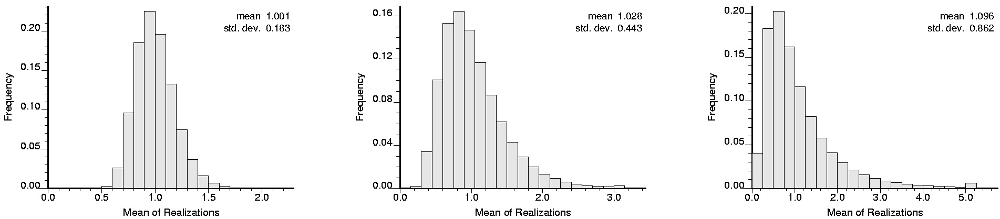 mean 1.001
std. dev. 0.183
0.20
0.15
0.10
0.05
0.00
Frequency
0.0 0.5 1.0 1.5 2.0
Mean of Realizations
mean 1.028
std. dev. 0.443
0.16
0.12
0.08
0.04
0.00
Frequency
0.0 1.0 2.0 3.0
Mean of Realizations
mean 1.096
std. dev. 0.862
0.20
0.15
0.10
0.05
0.00
Frequency
0.0 1.0 2.0 3.0 4.0 5.0
Mean of Realizations